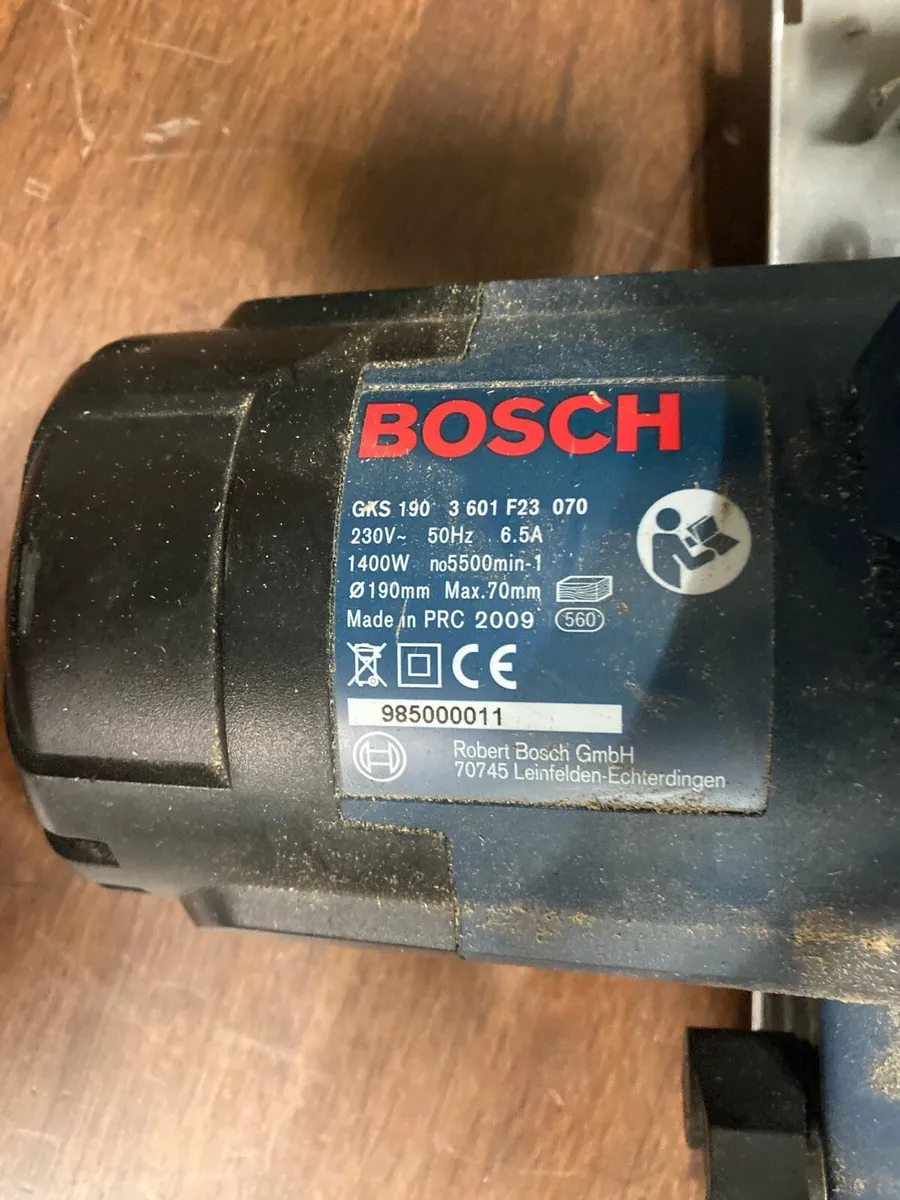 BOSCH
GKS 190 3 601 F23 070
230V~ 50Hz 6.5A
1400W no5500min-1
Ø190mm Max.70mm
Made in PRC 2009 560
CE
985000011
Robert Bosch GmbH
70745 Leinfelden-Echterdingen